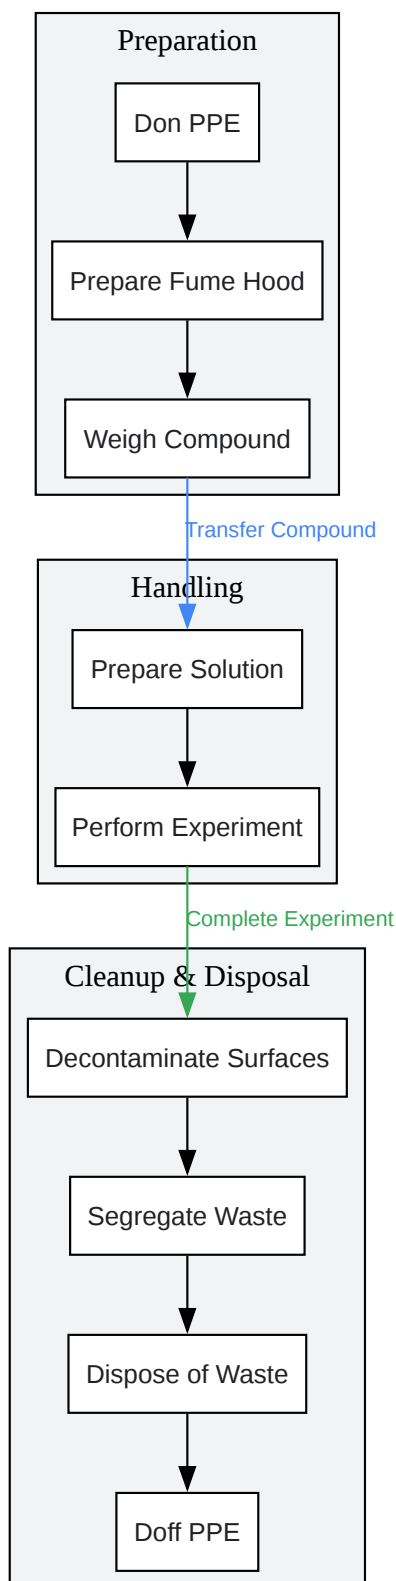 Preparation
Don PPE
Prepare Fume Hood
Weigh Compound
Transfer Compound
Handling
Prepare Solution
Perform Experiment
Complete Experiment
Cleanup & Disposal
Decontaminate Surfaces
Segregate Waste
Dispose of Waste
Doff PPE